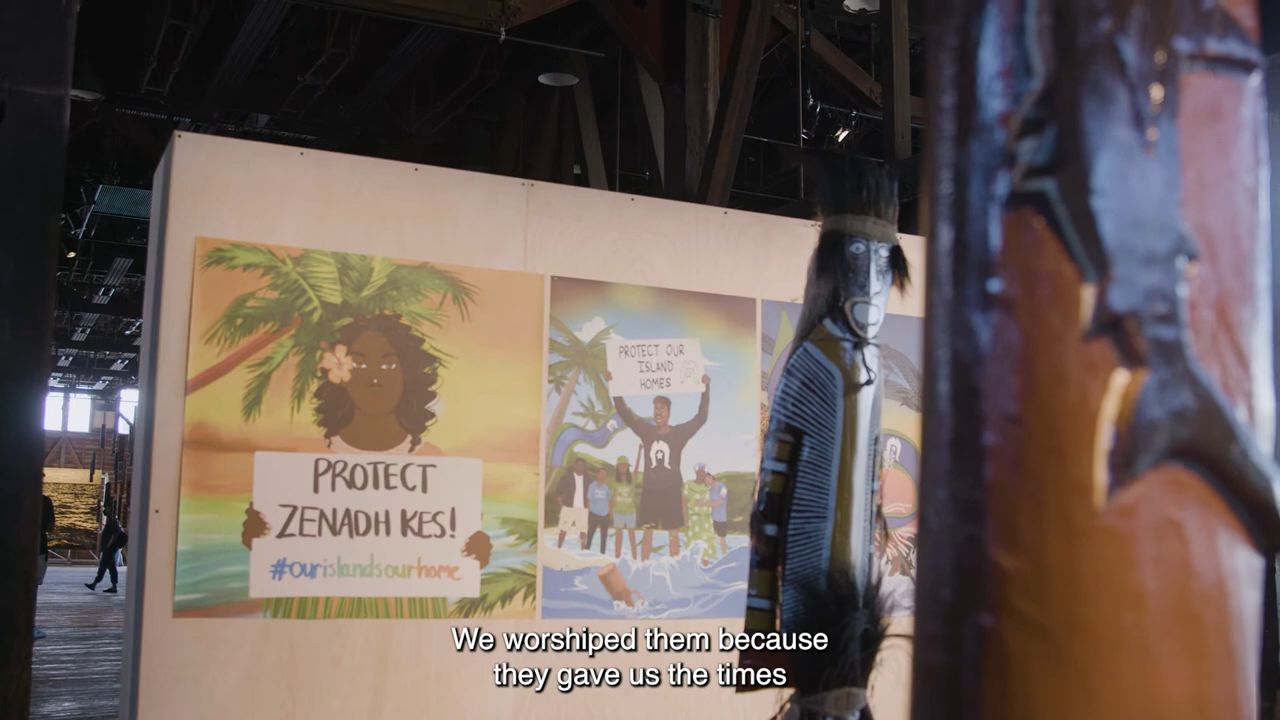 PROTECT
ZENADH KES!
#ourislandsourhome
PROTECT OUR
ISLAND
HOMES
We worshiped them because
they gave us the times